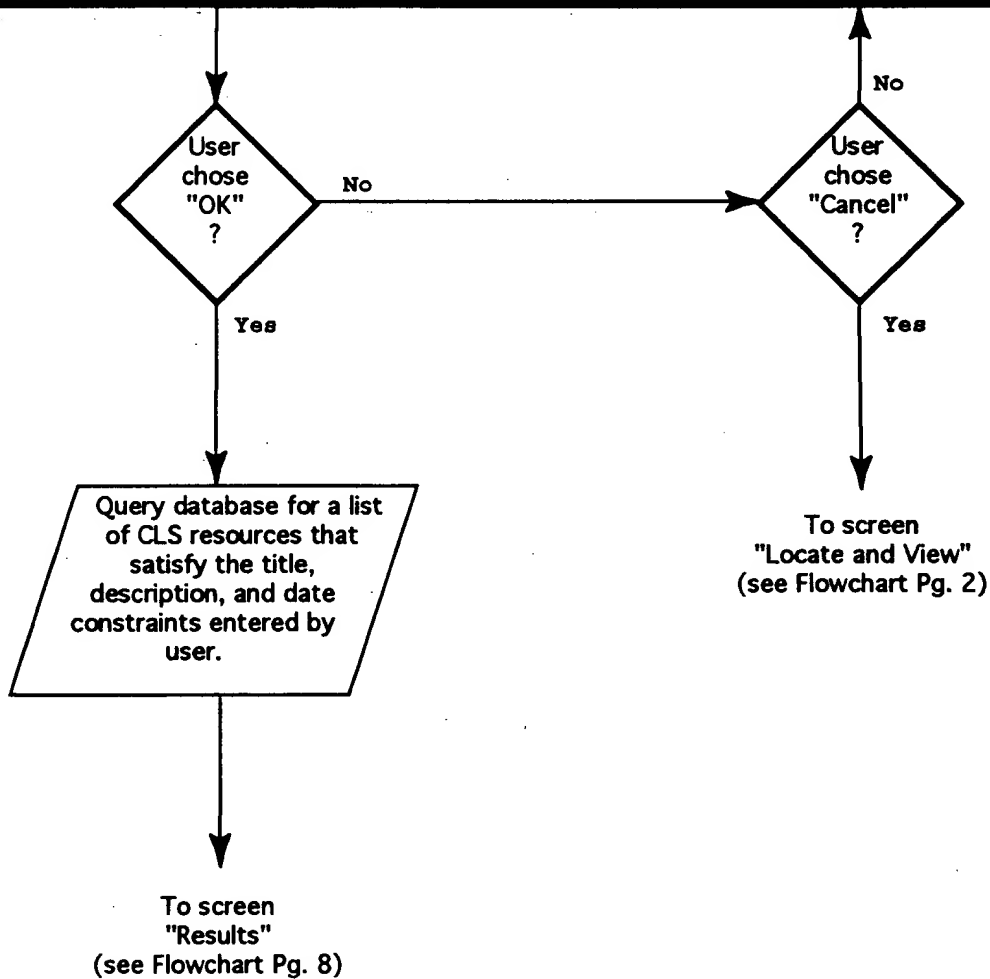 User
chose
"OK"
?
No
No
User
chose
"Cancel"
?
Yes
Yes
Query database for a list
of CLS resources that
satisfy the title,
description, and date
constraints entered by
user.
To screen
"Locate and View"
(see Flowchart Pg. 2)
To screen
"Results"
(see Flowchart Pg. 8)